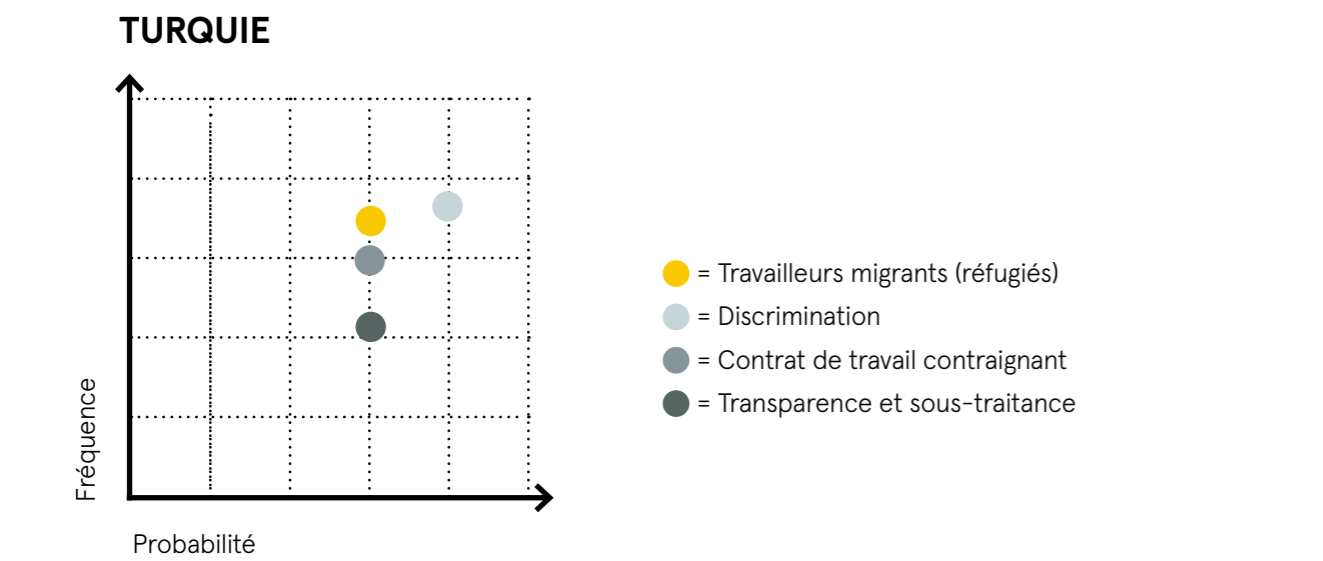 TURQUIE
Fréquence
Probabilité
= Travailleurs migrants (réfugiés)
= Discrimination
= Contrat de travail contraignant
= Transparence et sous-traitance